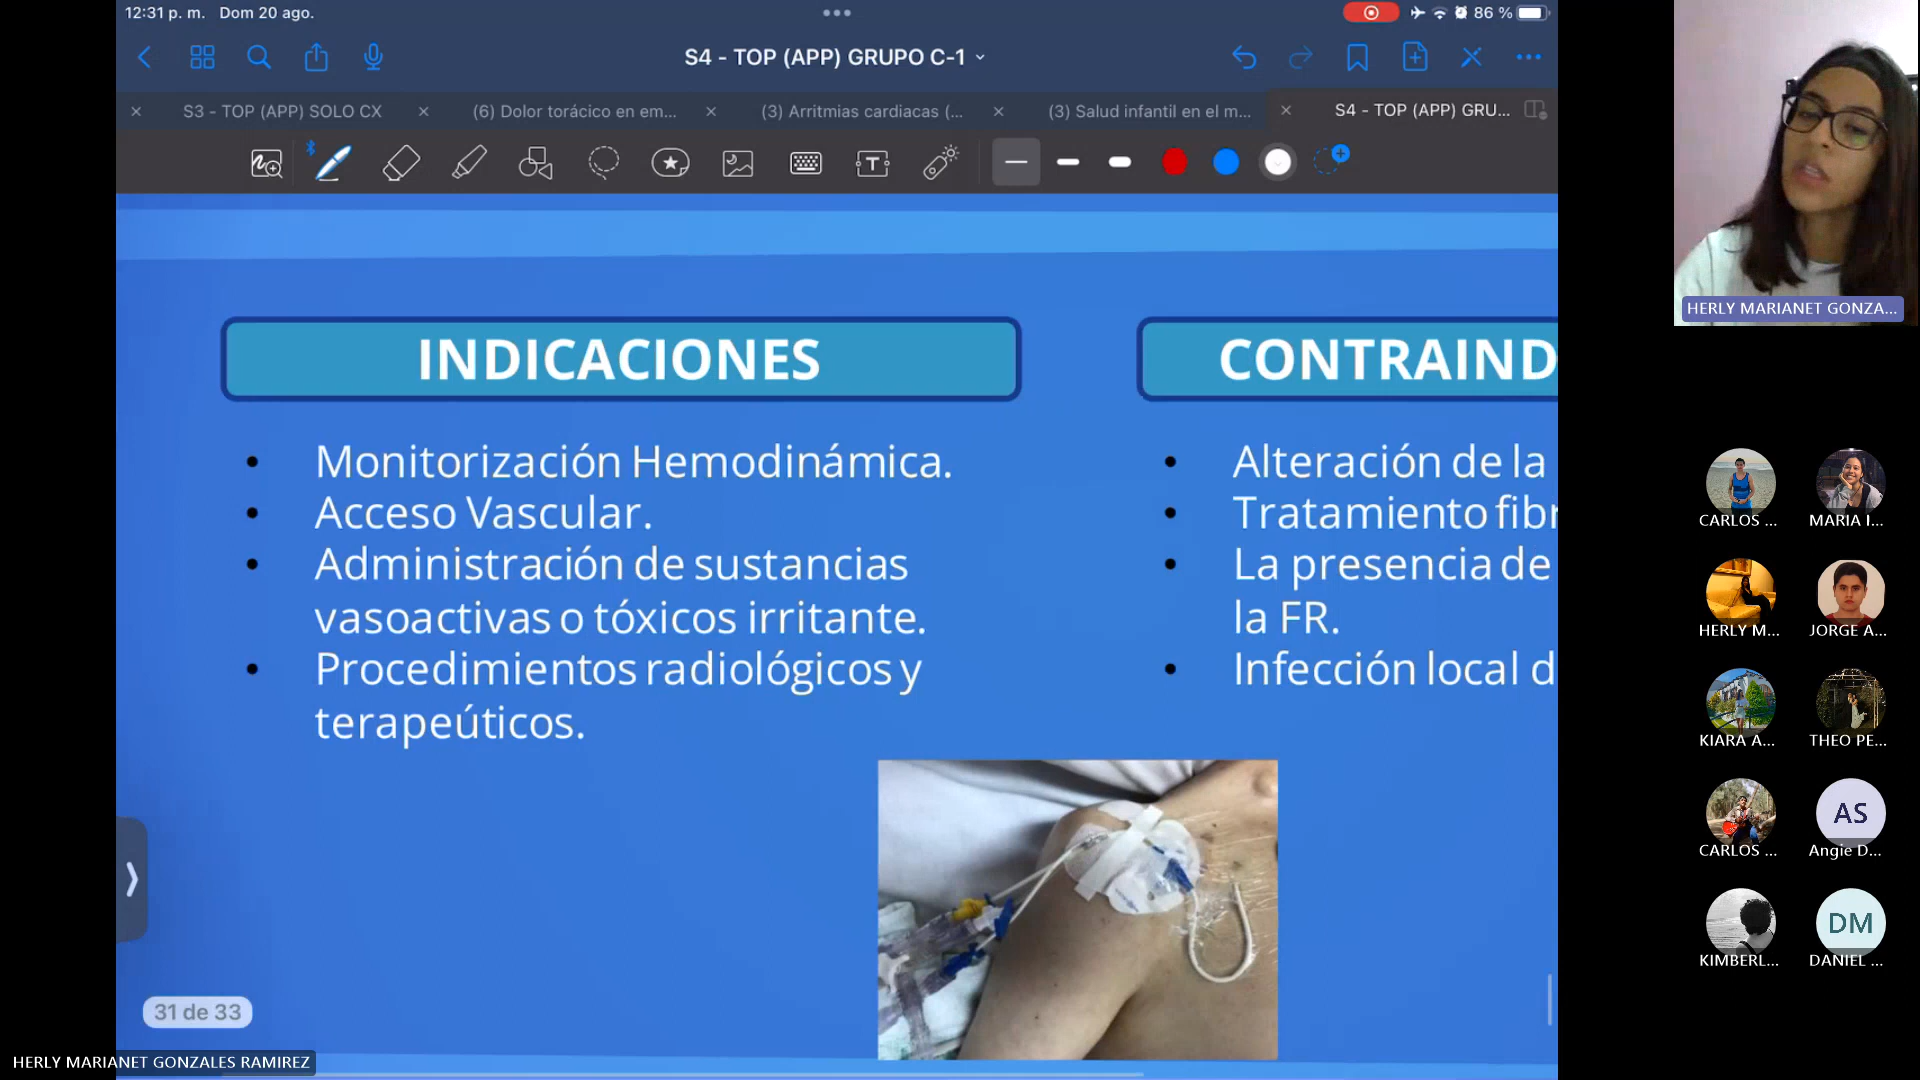 12:31 p. m. Dom 20 ago.
86 %
S4 - TOP (APP) GRUPO C-1
S3 - TOP (APP) SOLO CX
(6) Dolor torácico en em...
(3) Arritmias cardiacas (...
(3) Salud infantil en el m...
S4 - TOP (APP) GRU...
INDICACIONES
• Monitorización Hemodinámica.
• Acceso Vascular.
• Administración de sustancias
vasoactivas o tóxicos irritante.
• Procedimientos radiológicos y
terapeúticos.
CONTRAIND
• Alteración de la
• Tratamiento fibr
• La presencia de
la FR.
• Infección local d
31 de 33
HERLY MARIANET GONZALES RAMIREZ
HERLY MARIANET GONZA...
CARLOS ...
MARIA I...
HERLY M...
JORGE A...
KIARA A...
THEO PE...
CARLOS ...
AS
Angie D...
KIMBERL...
DM
DANIEL ...